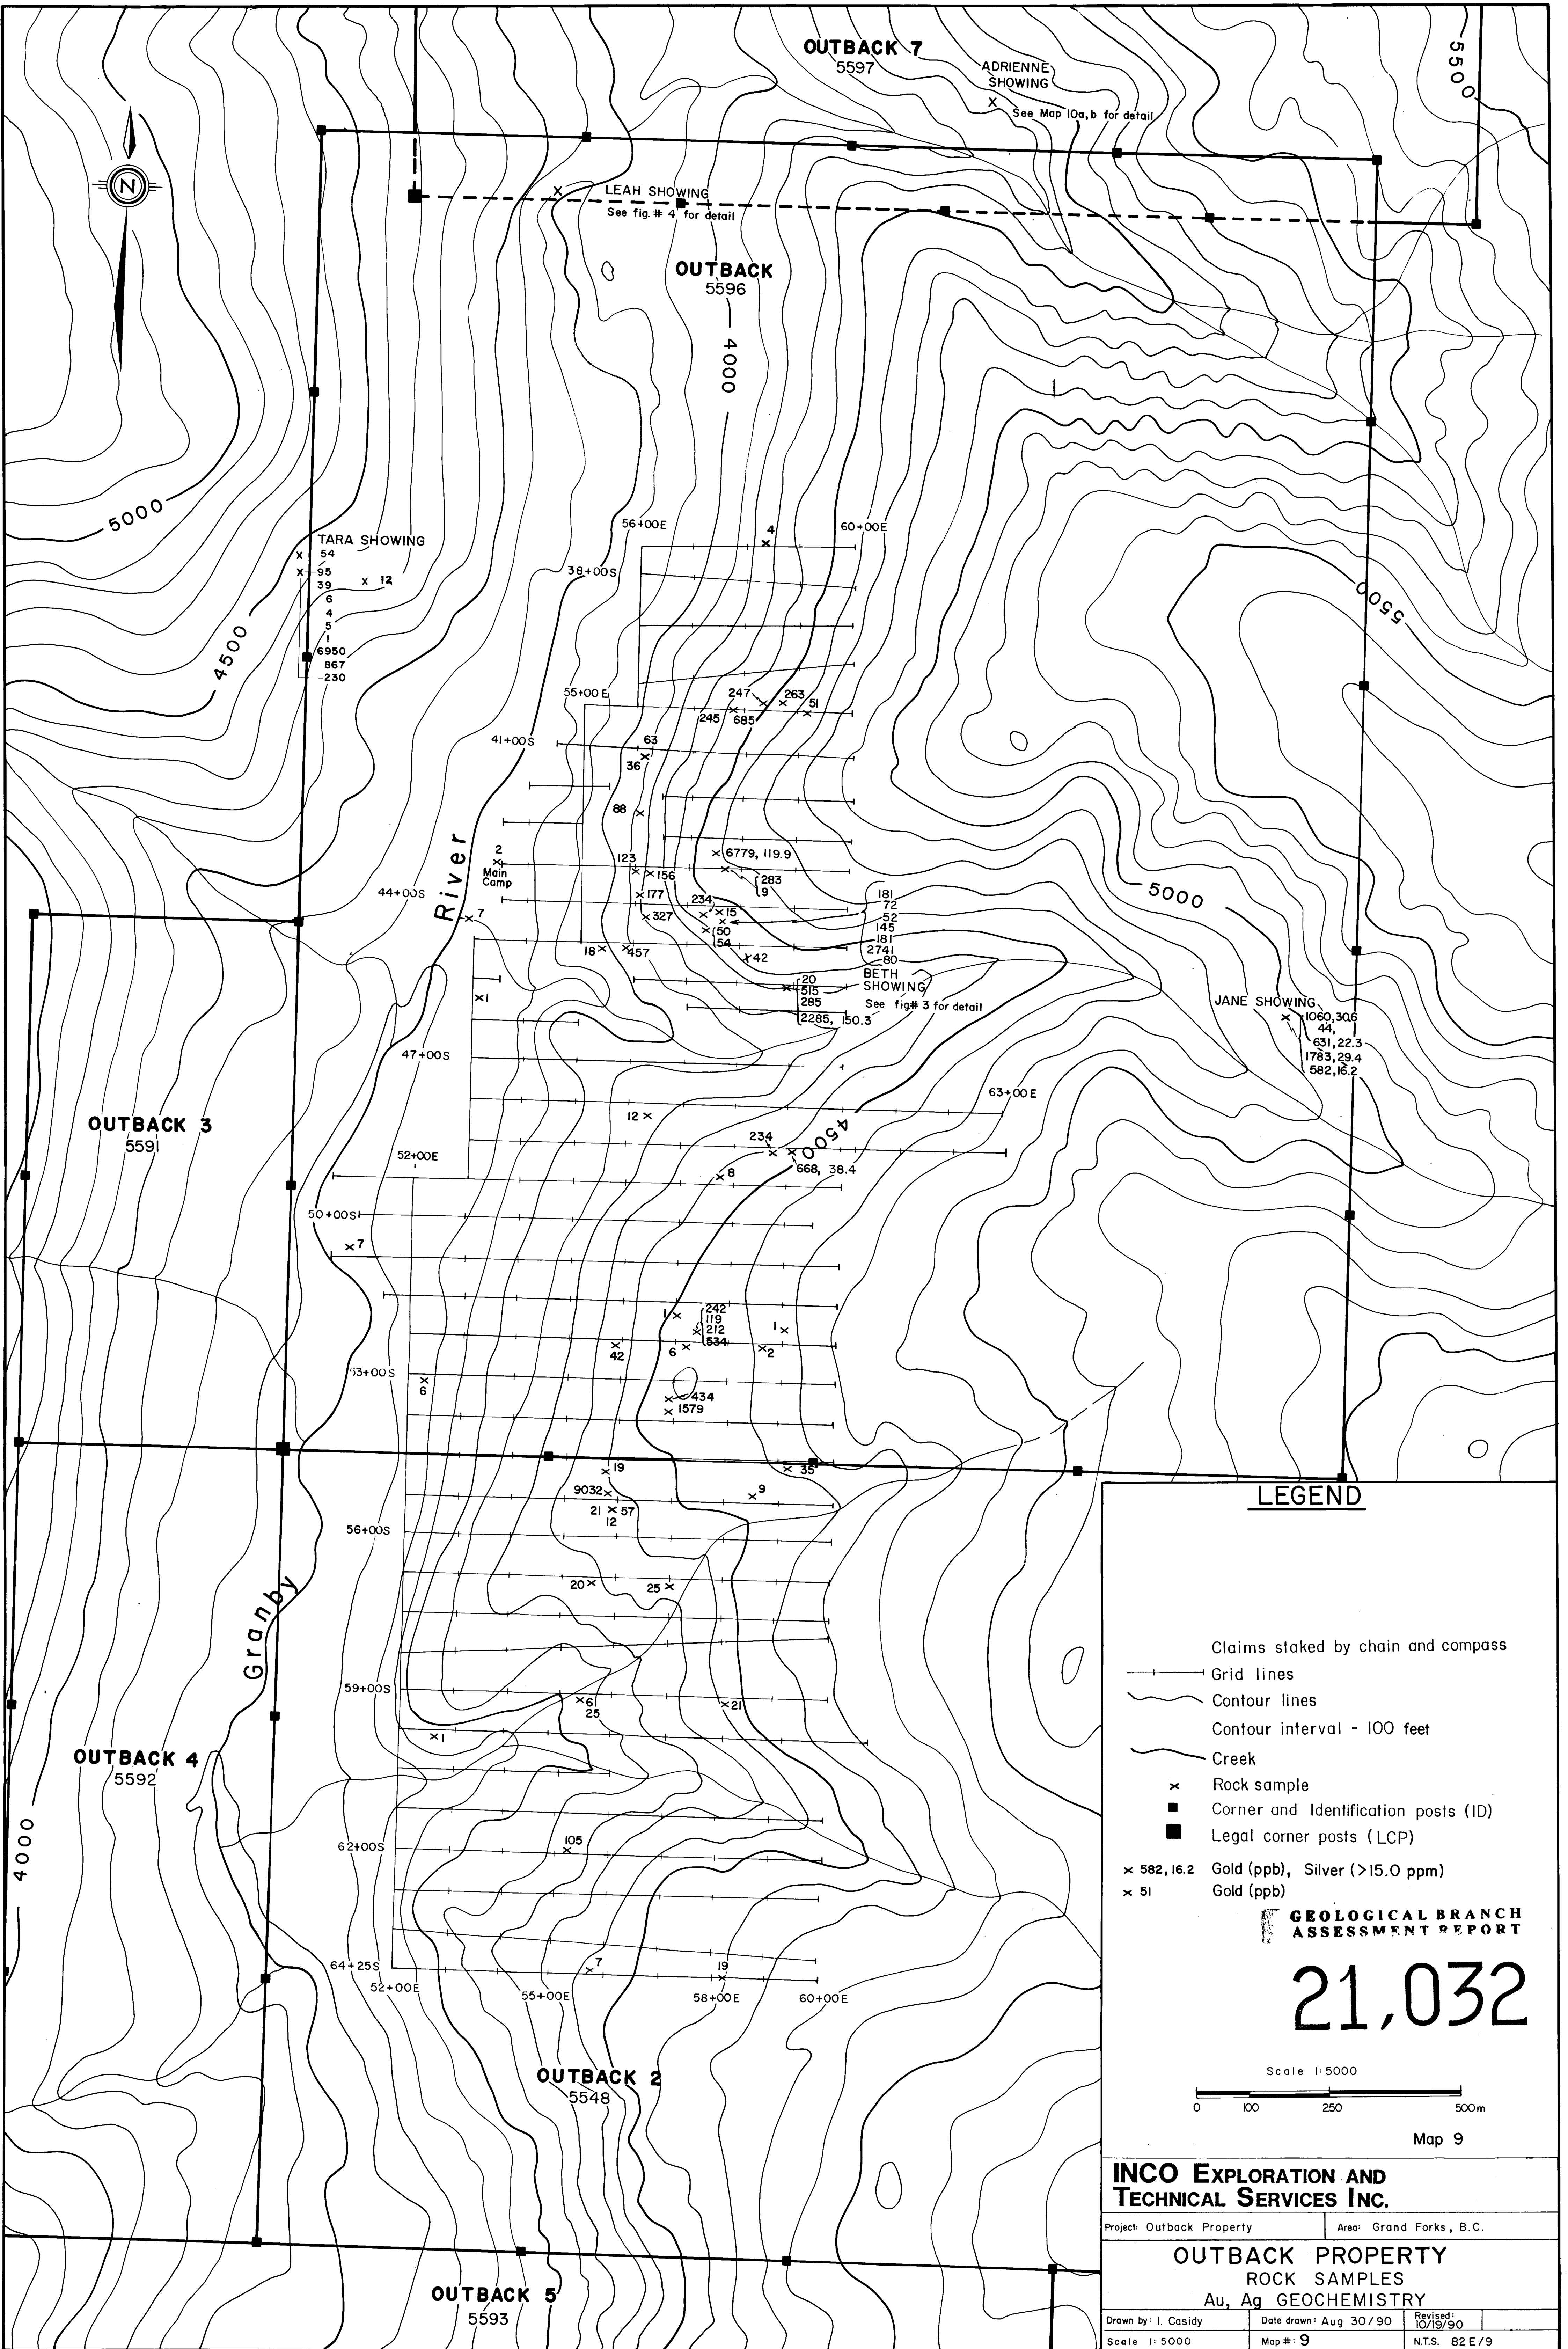 OUTBACK 7
5597
ADRIENNE
SHOWING
See Map 10a,b for detail
5500
N
LEAH SHOWING
See fig. # 4 for detail
OUTBACK
5596
4000
5000
TARA SHOWING
54
95
39
12
6
4
5
1
6950
867
230
4500
56+00E
4
60+00E
38+00S
5500
55+00E
247
263
51
245
685
41+00S
63
36
88
River
2
Main
Camp
123
156
6779, 119.9
283
9
44+00S
7
177
327
234
15
50
54
181
72
52
145
181
2741
80
5000
18
457
42
BETH
SHOWING
See fig# 3 for detail
20
515
285
2285, 150.3
1
JANE SHOWING
1060,30.6
44,
631,22.3
1783,29.4
582,16.2
47+00S
63+00E
12
4500
234
668, 38.4
OUTBACK 3
5591
52+00E
8
50+00S
7
1
242
119
212
534
1
42
6
2
53+00S
6
434
1579
19
35
9032
9
21
57
12
56+00S
20
25
Granby
59+00S
6
25
21
1
OUTBACK 4
5592
4000
62+00S
105
64+25S
7
19
52+00E
55+00E
58+00E
60+00E
OUTBACK 2
5548
OUTBACK 5
5593
LEGEND
Claims staked by chain and compass
Grid lines
Contour lines
Contour interval - 100 feet
Creek
Rock sample
Corner and Identification posts (ID)
Legal corner posts (LCP)
× 582,16.2 Gold (ppb), Silver (>15.0 ppm)
× 51 Gold (ppb)
GEOLOGICAL BRANCH
ASSESSMENT REPORT
21,032
Scale 1:5000
0 100 250 500m
Map 9
INCO EXPLORATION AND
TECHNICAL SERVICES INC.
Project: Outback Property
Area: Grand Forks, B.C.
OUTBACK PROPERTY
ROCK SAMPLES
Au, Ag GEOCHEMISTRY
Drawn by: I. Casidy
Date drawn: Aug 30/90
Revised:
10/19/90
Scale 1:5000
Map #: 9
N.T.S. 82E/9